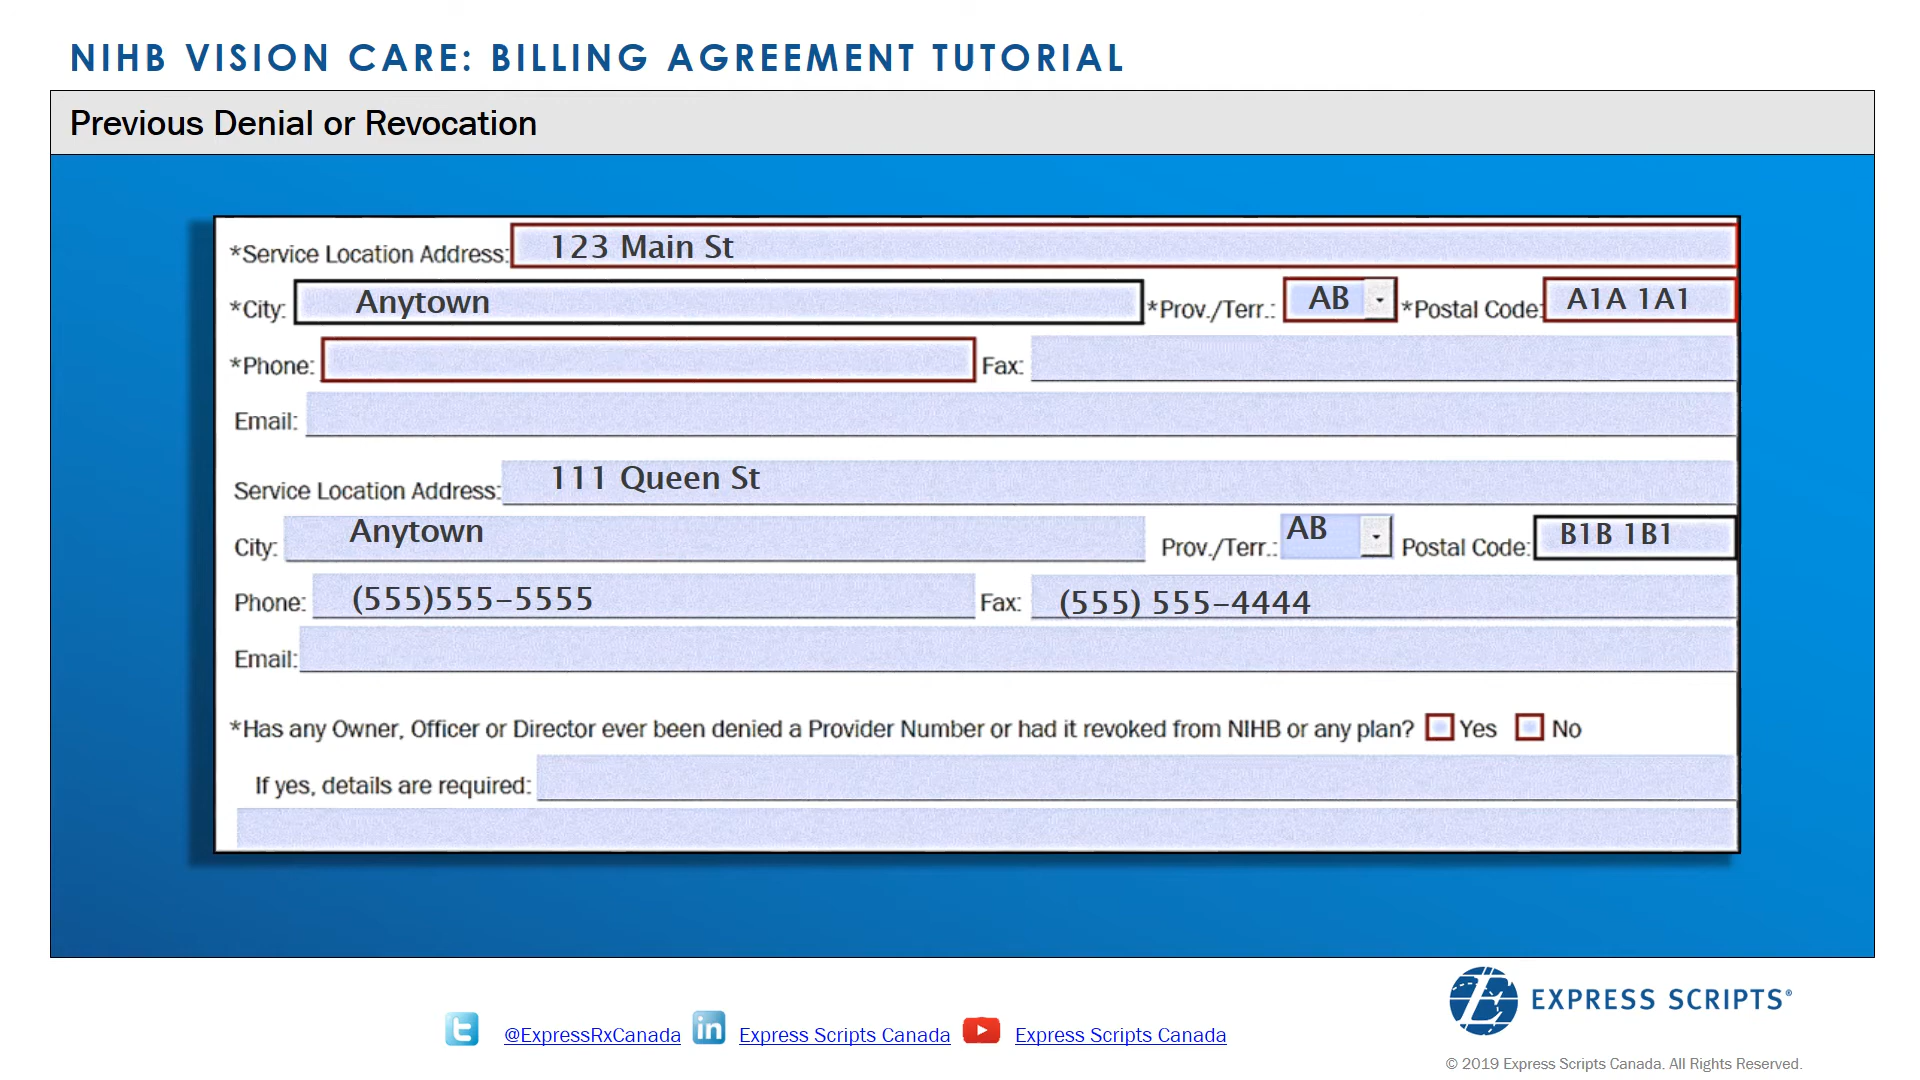 NIHB VISION CARE: BILLING AGREEMENT TUTORIAL
Previous Denial or Revocation
*Service Location Address: 123 Main St
*City: Anytown *Prov./Terr.: AB *Postal Code: A1A 1A1
*Phone: Fax:
Email:
Service Location Address: 111 Queen St
City: Anytown Prov./Terr.: AB Postal Code: B1B 1B1
Phone: (555)555-5555 Fax: (555) 555-4444
Email:
*Has any Owner, Officer or Director ever been denied a Provider Number or had it revoked from NIHB or any plan? Yes No
If yes, details are required:
EXPRESS SCRIPTS®
@ExpressRxCanada Express Scripts Canada Express Scripts Canada
© 2019 Express Scripts Canada. All Rights Reserved.